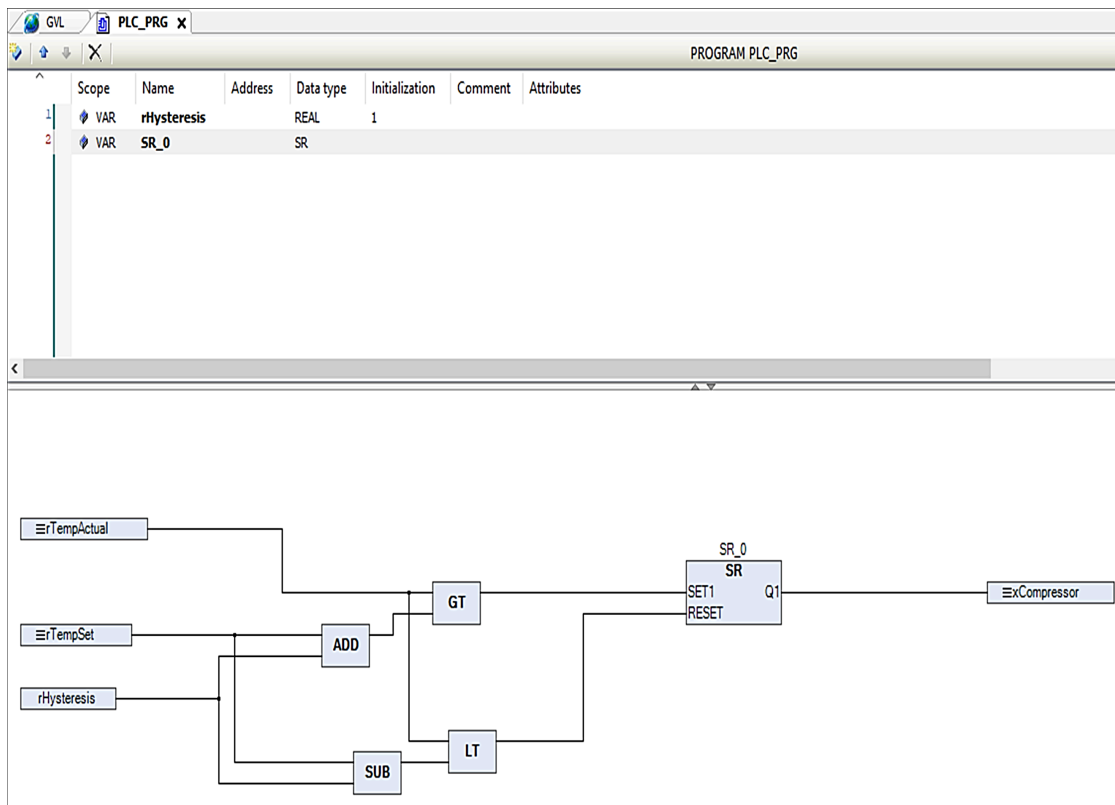 GVL PLC_PRG X
PROGRAM PLC_PRG
Scope Name Address Data type Initialization Comment Attributes
1 VAR rHysteresis REAL 1
2 VAR SR_0 SR
rTempActual
SR_0
SR
SET1 Q1
RESET
xCompressor
GT
rTempSet
ADD
rHysteresis
LT
SUB